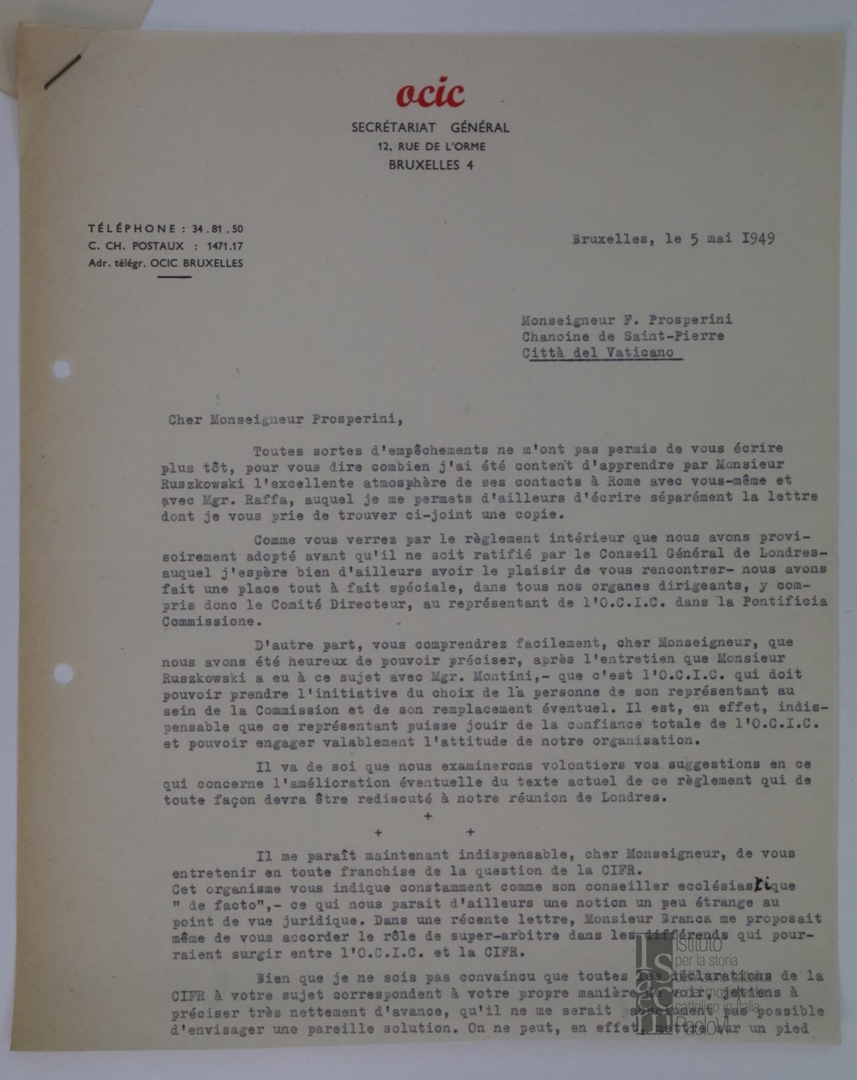 ocic
SECRÉTARIAT GÉNÉRAL
12, RUE DE L'ORME
BRUXELLES 4
TÉLÉPHONE : 34.81.50
C. CH. POSTAUX : 1471.17
Adr. télégr. OCIC BRUXELLES
Bruxelles, le 5 mai I949
Monseigneur F. Prosperini
Chanoine de Saint-Pierre
Città del Vaticano
Cher Monseigneur Prosperini,
Toutes sortes d'empêchements ne m'ont pas permis de vous écrire
plus tôt, pour vous dire combien j'ai été content d'apprendre par Monsieur
Ruszkowski l'excellente atmosphère de ses contacts à Rome avec vous-même et
avec Mgr. Raffa, auquel je me permets d'ailleurs d'écrire séparément la lettre
dont je vous prie de trouver ci-joint une copie.
Comme vous verrez par le règlement intérieur que nous avons provi-
soirement adopté avant qu'il ne soit ratifié par le Conseil Général de Londres-
auquel j'espère bien d'ailleurs avoir le plaisir de vous rencontrer- nous avons
fait une place tout à fait spéciale, dans tous nos organes dirigeants, y com-
pris donc le Comité Directeur, au représentant de l'O.C.I.C. dans la Pontificia
Commissione.
D'autre part, vous comprendrez facilement, cher Monseigneur, que
nous avons été heureux de pouvoir préciser, après l'entretien que Monsieur
Ruszkowski a eu à ce sujet avec Mgr. Montini,- que c'est l'O.C.I.C. qui doit
pouvoir prendre l'initiative du choix de la personne de son représentant au
sein de la Commission et de son remplacement éventuel. Il est, en effet, indis-
pensable que ce représentant puisse jouir de la confiance totale de l'O.C.I.C.
et pouvoir engager valablement l'attitude de notre organisation.
Il va de soi que nous examinerons volontiers vos suggestions en ce
qui concerne l'amélioration éventuelle du texte actuel de ce règlement qui de
toute façon devra être rediscuté à notre réunion de Londres.
+
+ +
Il me paraît maintenant indispensable, cher Monseigneur, de vous
entretenir en toute franchise de la question de la CIFR.
Cet organisme vous indique constamment comme son conseiller ecclésiastique
" de facto",- ce qui nous parait d'ailleurs une notion un peu étrange au
point de vue juridique. Dans une récente lettre, Monsieur Branca me proposait
même de vous accorder le rôle de super-arbitre dans les différends qui pour-
raient surgir entre l'O.C.I.C. et la CIFR.
Bien que je ne sois pas convaincu que toutes les déclarations de la
CIFR à votre sujet correspondent à votre propre manière de voir, je tiens à
préciser très nettement d'avance, qu'il ne me serait pas possible
d'envisager une pareille solution. On ne peut, en effet, mettre sur un pied
Istituto
per la storia
cattolico in Italia
Paolo VI